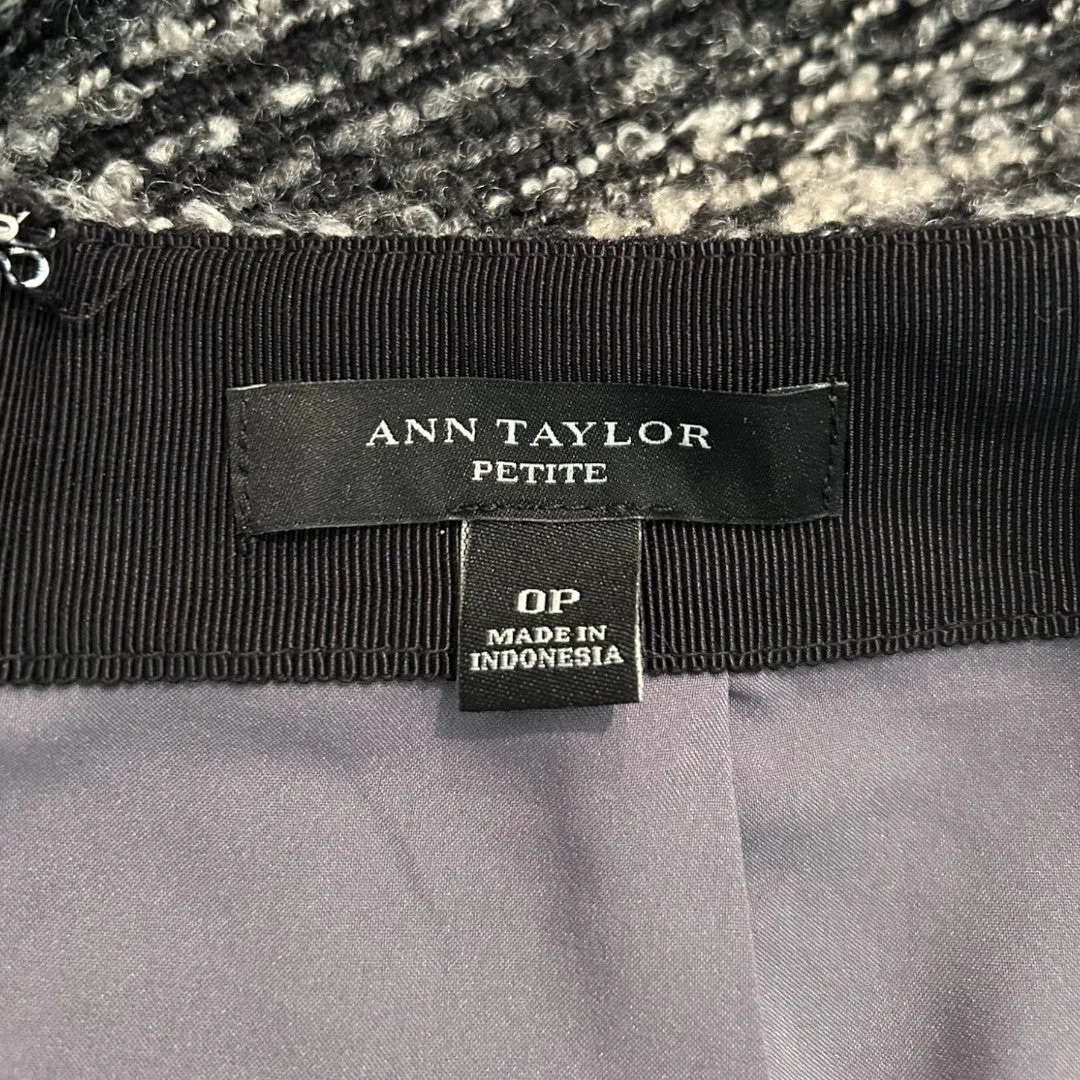 ANN TAYLOR
PETITE
0P
MADE IN
INDONESIA